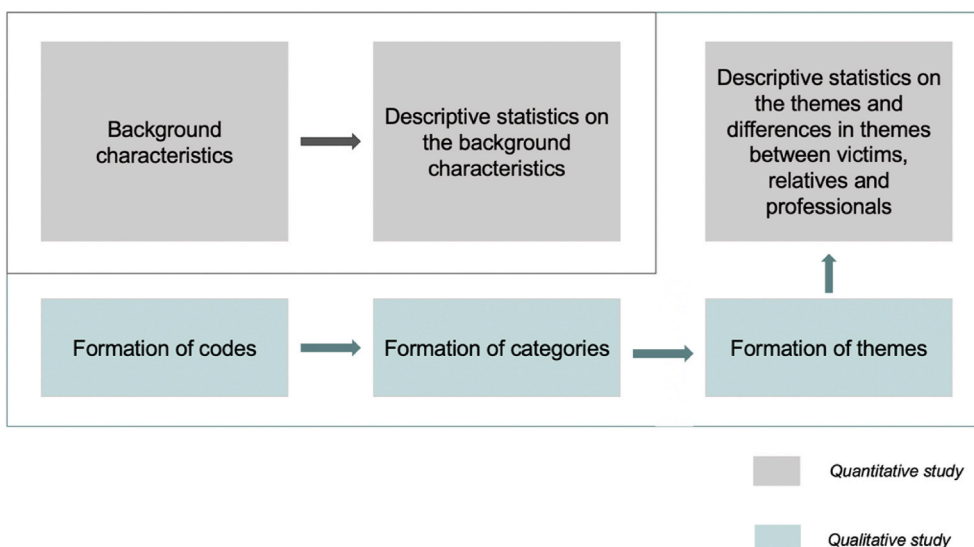 Background
characteristics
Descriptive statistics on
the background
characteristics
Descriptive statistics on
the themes and
differences in themes
between victims,
relatives and
professionals
Formation of codes
Formation of categories
Formation of themes
Quantitative study
Qualitative study